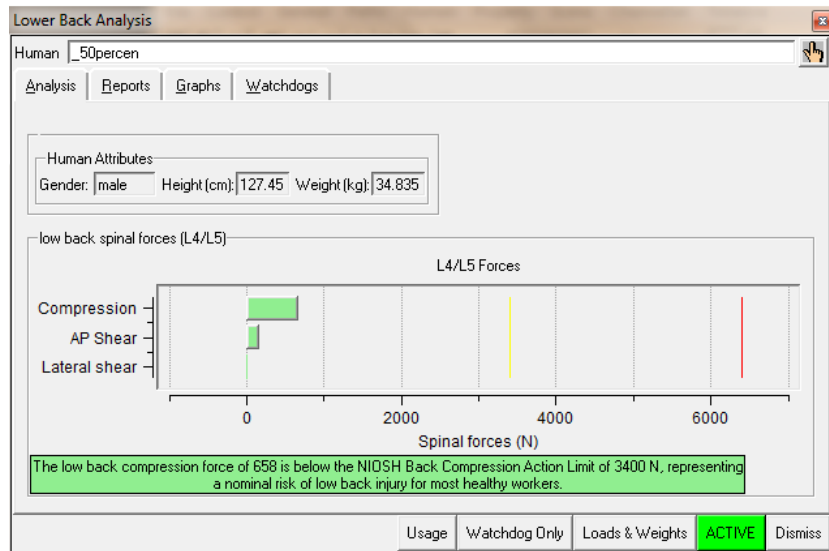 Lower Back Analysis
Human _50percen
Analysis Reports Graphs Watchdogs
Human Attributes
Gender: male Height (cm): 127.45 Weight (kg): 34.835
low back spinal forces (L4/L5)
L4/L5 Forces
Compression
AP Shear
Lateral shear
0 2000 4000 6000
Spinal forces (N)
The low back compression force of 658 is below the NIOSH Back Compression Action Limit of 3400 N, representing
a nominal risk of low back injury for most healthy workers.
Usage Watchdog Only Loads & Weights ACTIVE Dismiss